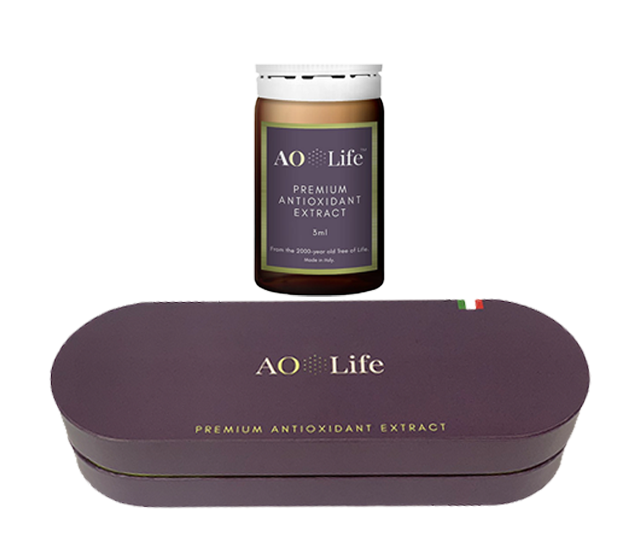 AO Life™
PREMIUM
ANTIOXIDANT
EXTRACT
5ml
From the 2000-year old Tree of Life.
Made in Italy.
AO Life
PREMIUM ANTIOXIDANT EXTRACT